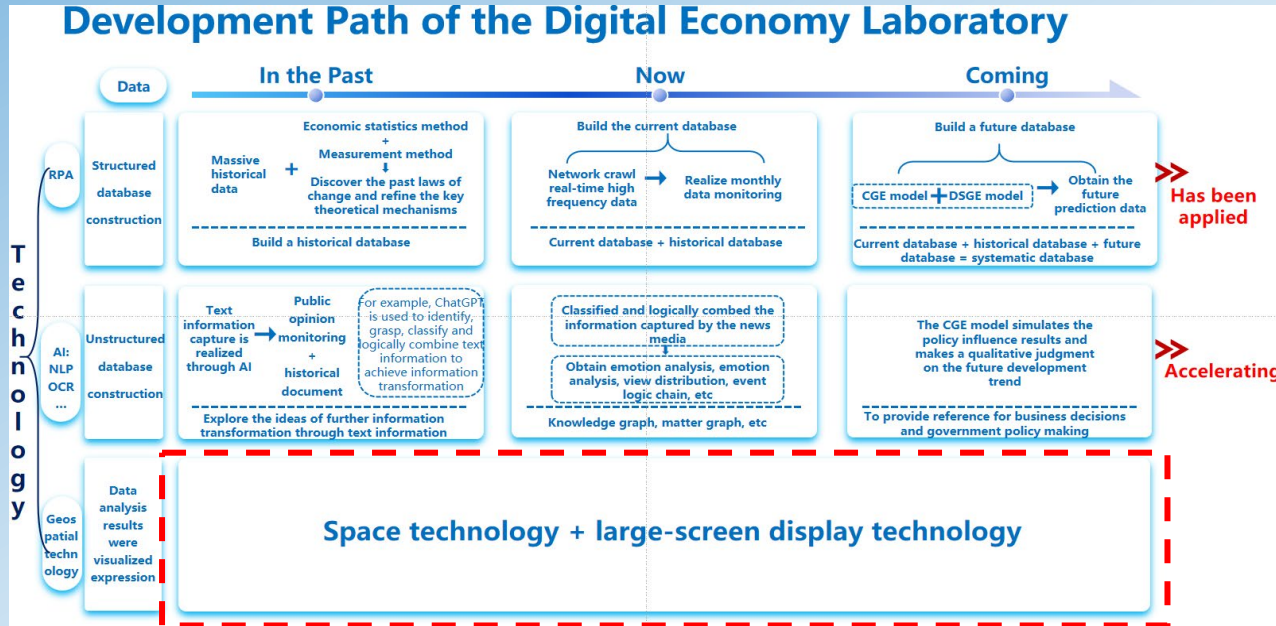 Development Path of the Digital Economy Laboratory
Data
In the Past
Now
Coming
Technology
RPA
Structured
database
construction
Massive
historical
data
+
Economic statistics method
+
Measurement method
Discover the past laws of
change and refine the key
theoretical mechanisms
Build a historical database
Build the current database
Network crawl
real-time high
frequency data
Realize monthly
data monitoring
Current database + historical database
Build a future database
CGE model + DSGE model
Obtain the
future
prediction data
Current database + historical database + future
database = systematic database
Has been
applied
AI:
NLP
OCR
...
Unstructured
database
construction
Text
information
capture is
realized
through AI
Public
opinion
monitoring
+
historical
document
For example, ChatGPT
is used to identify,
grasp, classify and
logically combine text
information to
achieve information
transformation
Explore the ideas of further information
transformation through text information
Classified and logically combed the
information captured by the news
media
Obtain emotion analysis, emotion
analysis, view distribution, event
logic chain, etc
Knowledge graph, matter graph, etc
The CGE model simulates the
policy influence results and
makes a qualitative judgment
on the future development
trend
To provide reference for business decisions
and government policy making
Accelerating
Geos
patial
techn
ology
Data
analysis
results
were
visualized
expression
Space technology + large-screen display technology